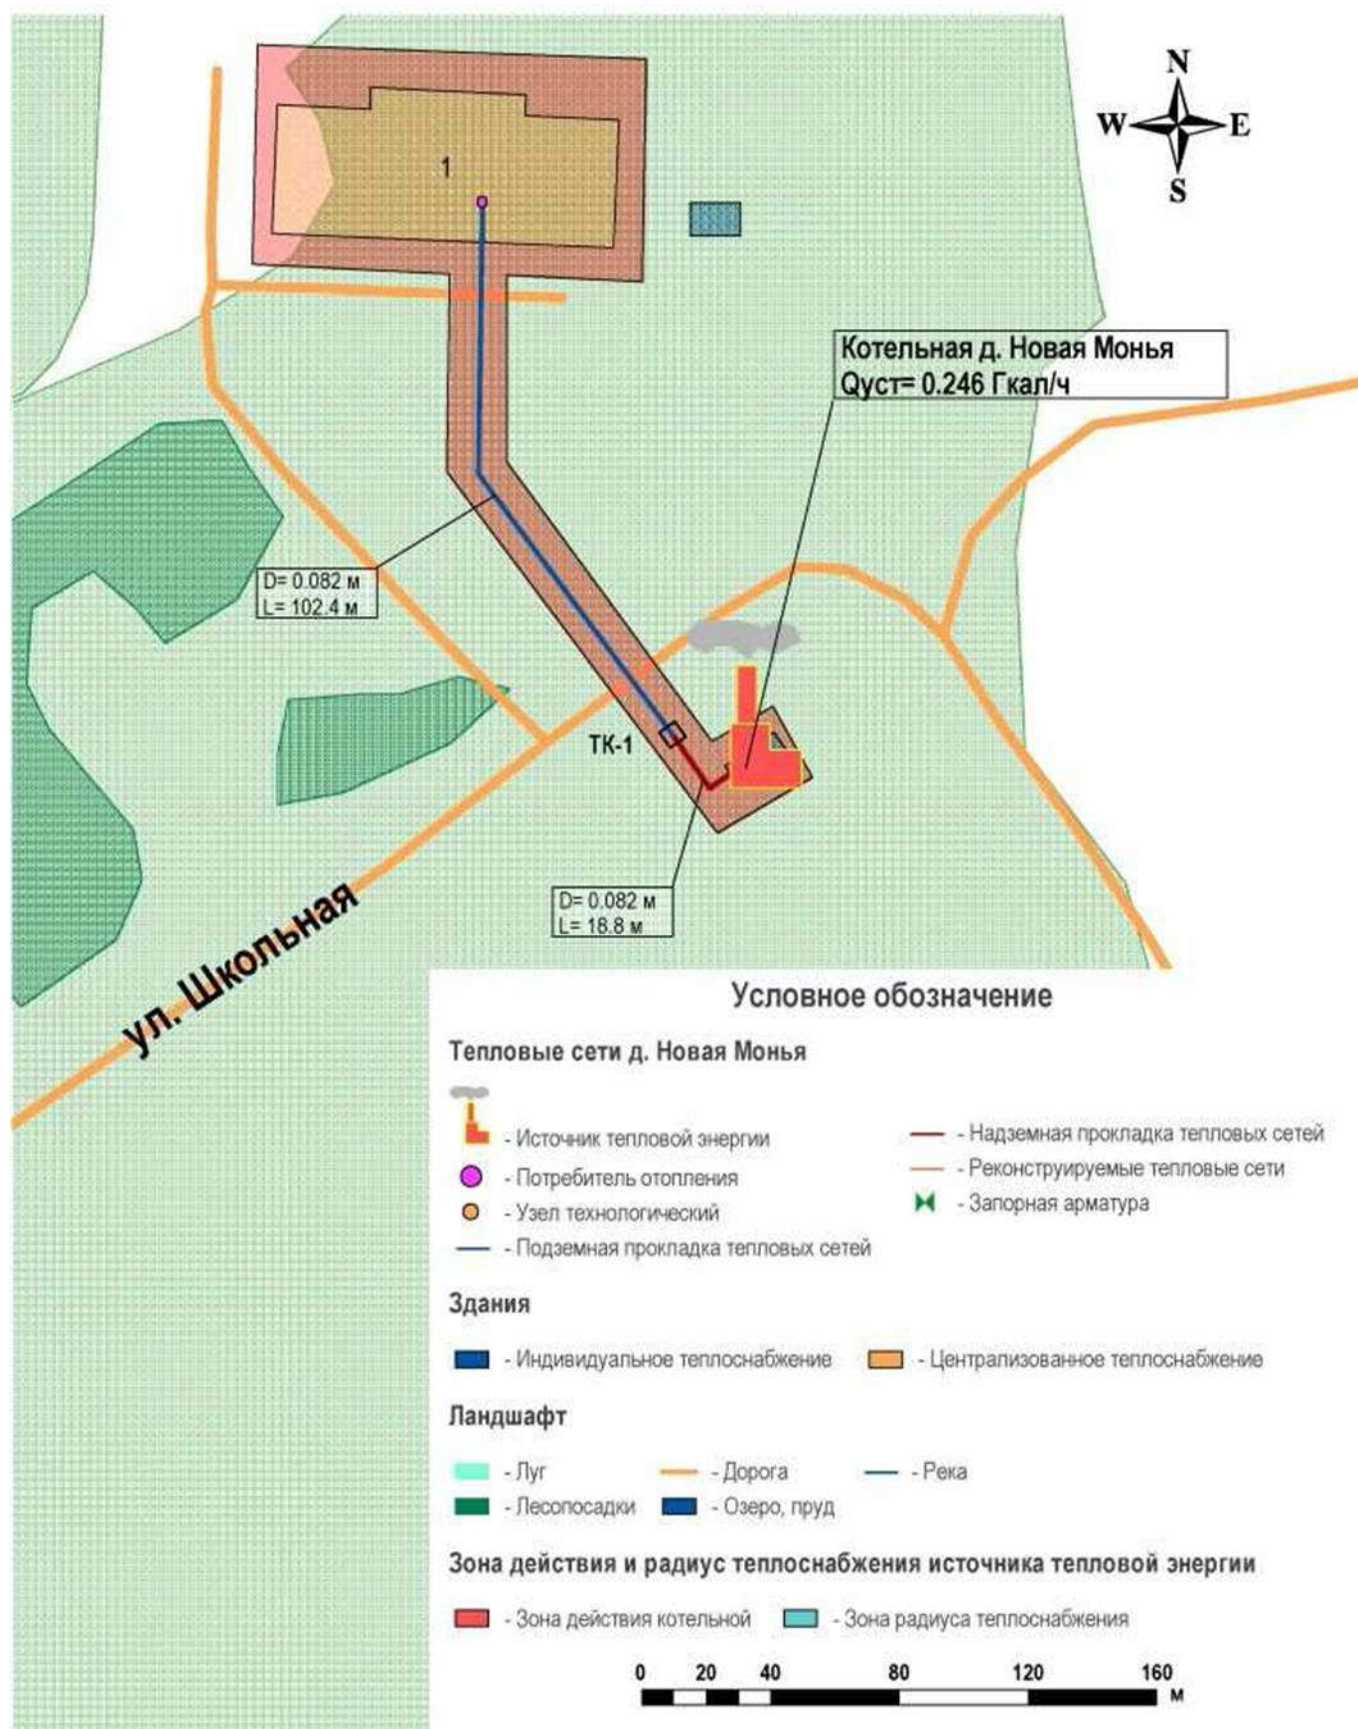 N
W E
S
1
Котельная д. Новая Монья
Qуст= 0.246 Гкал/ч
D= 0.082 м
L= 102.4 м
ТК-1
D= 0.082 м
L= 18.8 м
ул. Школьная
Условное обозначение
Тепловые сети д. Новая Монья
- Источник тепловой энергии
- Потребитель отопления
- Узел технологический
- Подземная прокладка тепловых сетей
- Надземная прокладка тепловых сетей
- Реконструируемые тепловые сети
- Запорная арматура
Здания
- Индивидуальное теплоснабжение - Централизованное теплоснабжение
Ландшафт
- Луг - Дорога - Река
- Лесопосадки - Озеро, пруд
Зона действия и радиус теплоснабжения источника тепловой энергии
- Зона действия котельной - Зона радиуса теплоснабжения
0 20 40 80 120 160
м